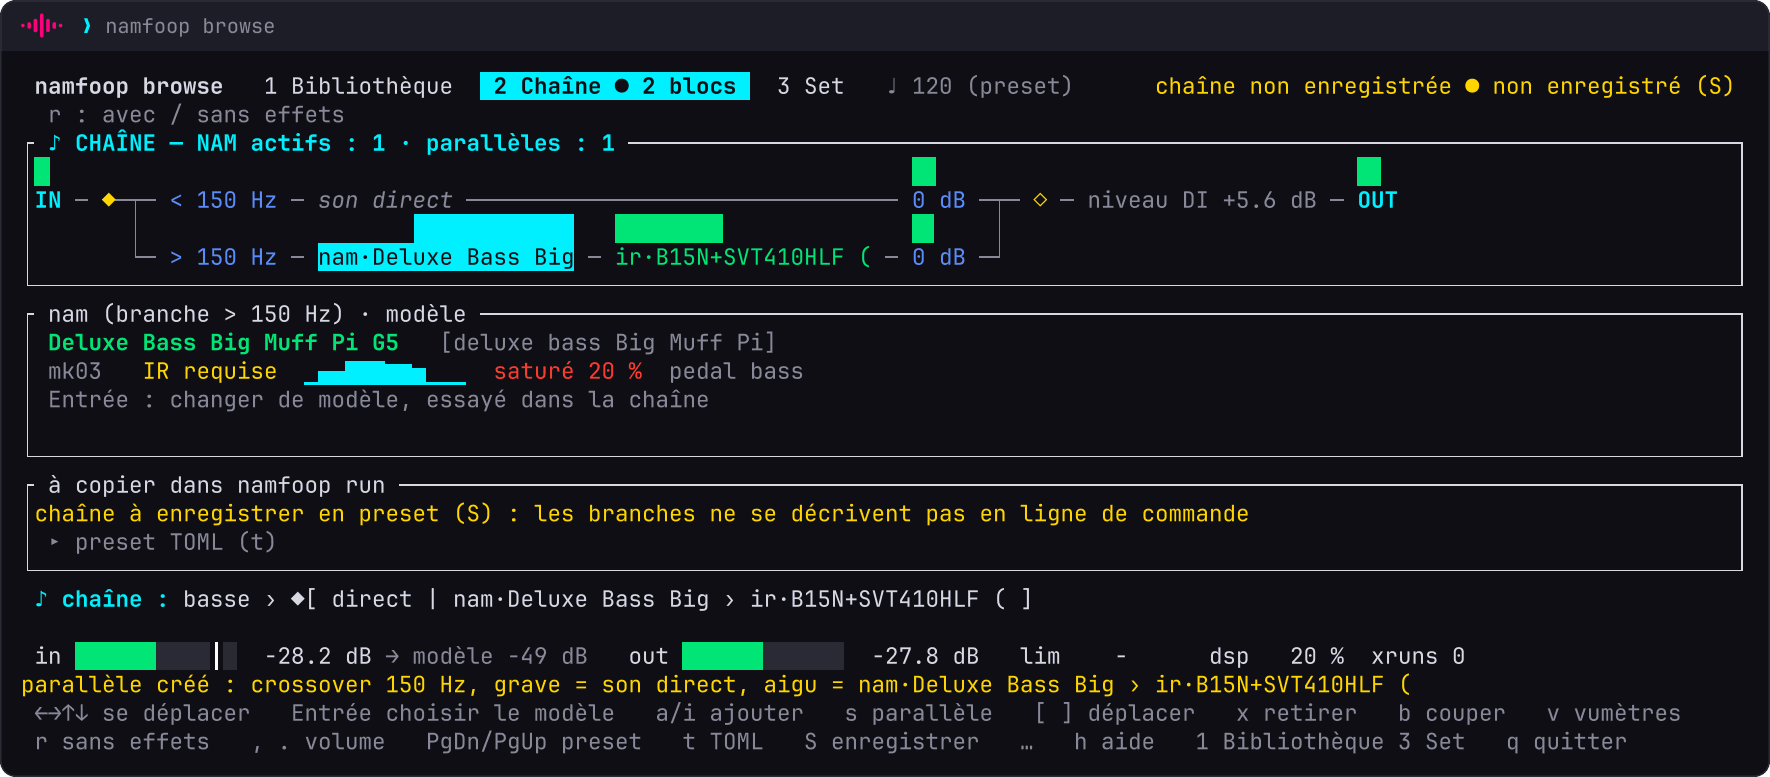 ❯ namfoop browse
namfoop browse 1 Bibliothèque 2 Chaîne ● 2 blocs 3 Set ♩ 120 (preset) chaîne non enregistrée ● non enregistré (S)
r : avec / sans effets
♪ CHAÎNE — NAM actifs : 1 · parallèles : 1
IN — ◆ < 150 Hz — son direct 0 dB ◇ — niveau DI +5.6 dB — OUT
> 150 Hz — nam·Deluxe Bass Big — ir·B15N+SVT410HLF ( — 0 dB
nam (branche > 150 Hz) · modèle
Deluxe Bass Big Muff Pi G5 [deluxe bass Big Muff Pi]
mk03 IR requise saturé 20 % pedal bass
Entrée : changer de modèle, essayé dans la chaîne
à copier dans namfoop run
chaîne à enregistrer en preset (S) : les branches ne se décrivent pas en ligne de commande
▸ preset TOML (t)
♪ chaîne : basse › ◆[ direct | nam·Deluxe Bass Big › ir·B15N+SVT410HLF ( ]
in -28.2 dB → modèle -49 dB out -27.8 dB lim - dsp 20 % xruns 0
parallèle créé : crossover 150 Hz, grave = son direct, aigu = nam·Deluxe Bass Big › ir·B15N+SVT410HLF (
←→↑↓ se déplacer Entrée choisir le modèle a/i ajouter s parallèle [ ] déplacer x retirer b couper v vumètres
r sans effets , . volume PgDn/PgUp preset t TOML S enregistrer … h aide 1 Bibliothèque 3 Set q quitter